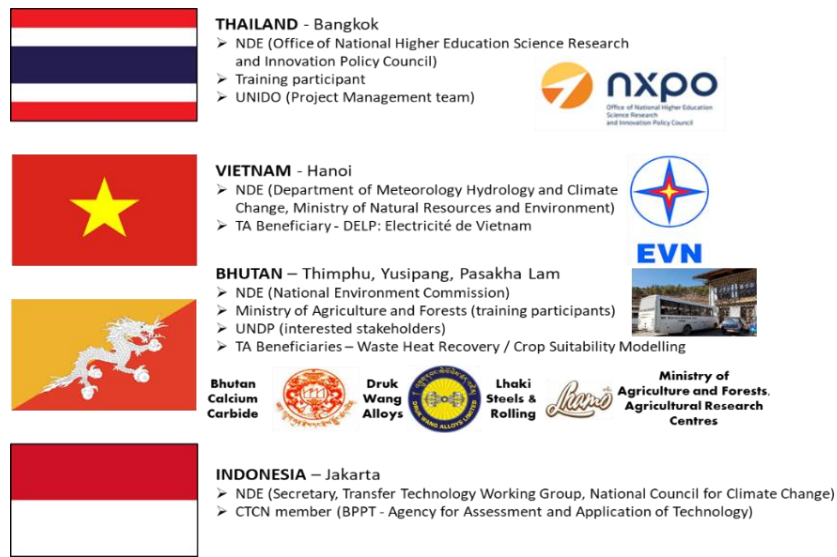 THAILAND - Bangkok
➢ NDE (Office of National Higher Education Science Research
and Innovation Policy Council)
➢ Training participant
➢ UNIDO (Project Management team)
nxpo
Office of National Higher Education
Science Research
and Innovation Policy Council
VIETNAM - Hanoi
➢ NDE (Department of Meteorology Hydrology and Climate
Change, Ministry of Natural Resources and Environment)
➢ TA Beneficiary - DELP: Electricité de Vietnam
EVN
BHUTAN – Thimphu, Yusipang, Pasakha Lam
➢ NDE (National Environment Commission)
➢ Ministry of Agriculture and Forests (training participants)
➢ UNDP (interested stakeholders)
➢ TA Beneficiaries – Waste Heat Recovery / Crop Suitability Modelling
Bhutan
Calcium
Carbide
Druk
Wang
Alloys
DRUK WANG ALLOYS LIMITED
Lhaki
Steels &
Rolling
Lhamo
Ministry of
Agriculture and Forests,
Agricultural Research
Centres
INDONESIA – Jakarta
➢ NDE (Secretary, Transfer Technology Working Group, National Council for Climate Change)
➢ CTCN member (BPPT - Agency for Assessment and Application of Technology)